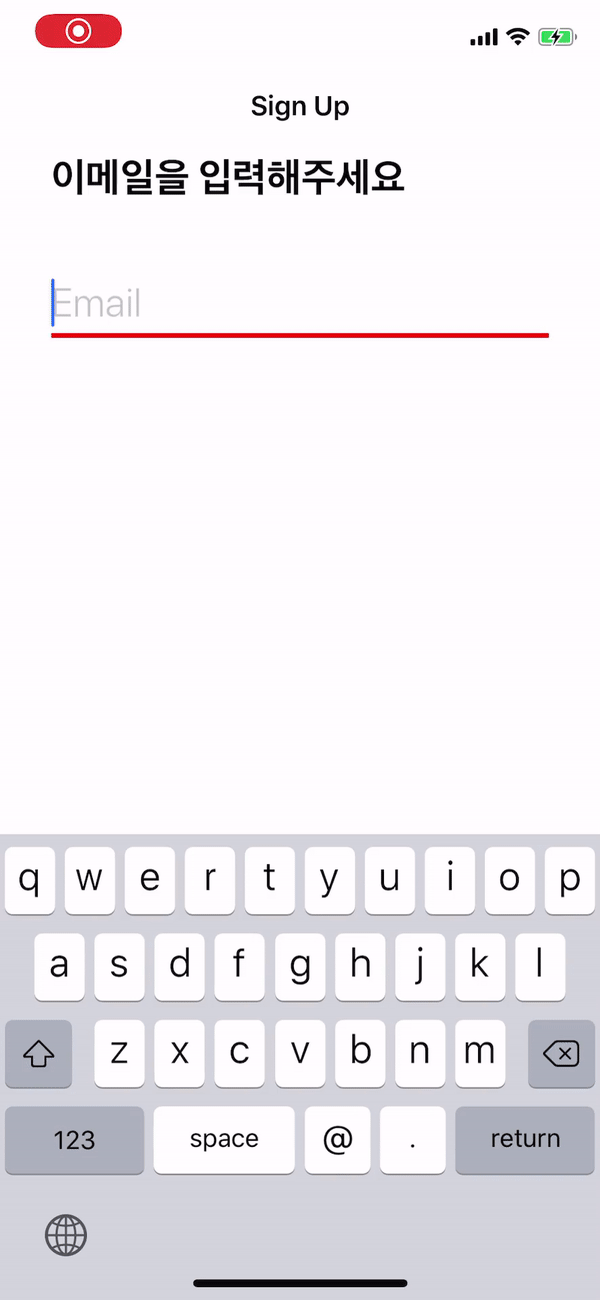 Sign Up
이메일을 입력해주세요
Email
q w e r t y u i o p
a s d f g h j k l
z x c v b n m
123 space @ . return